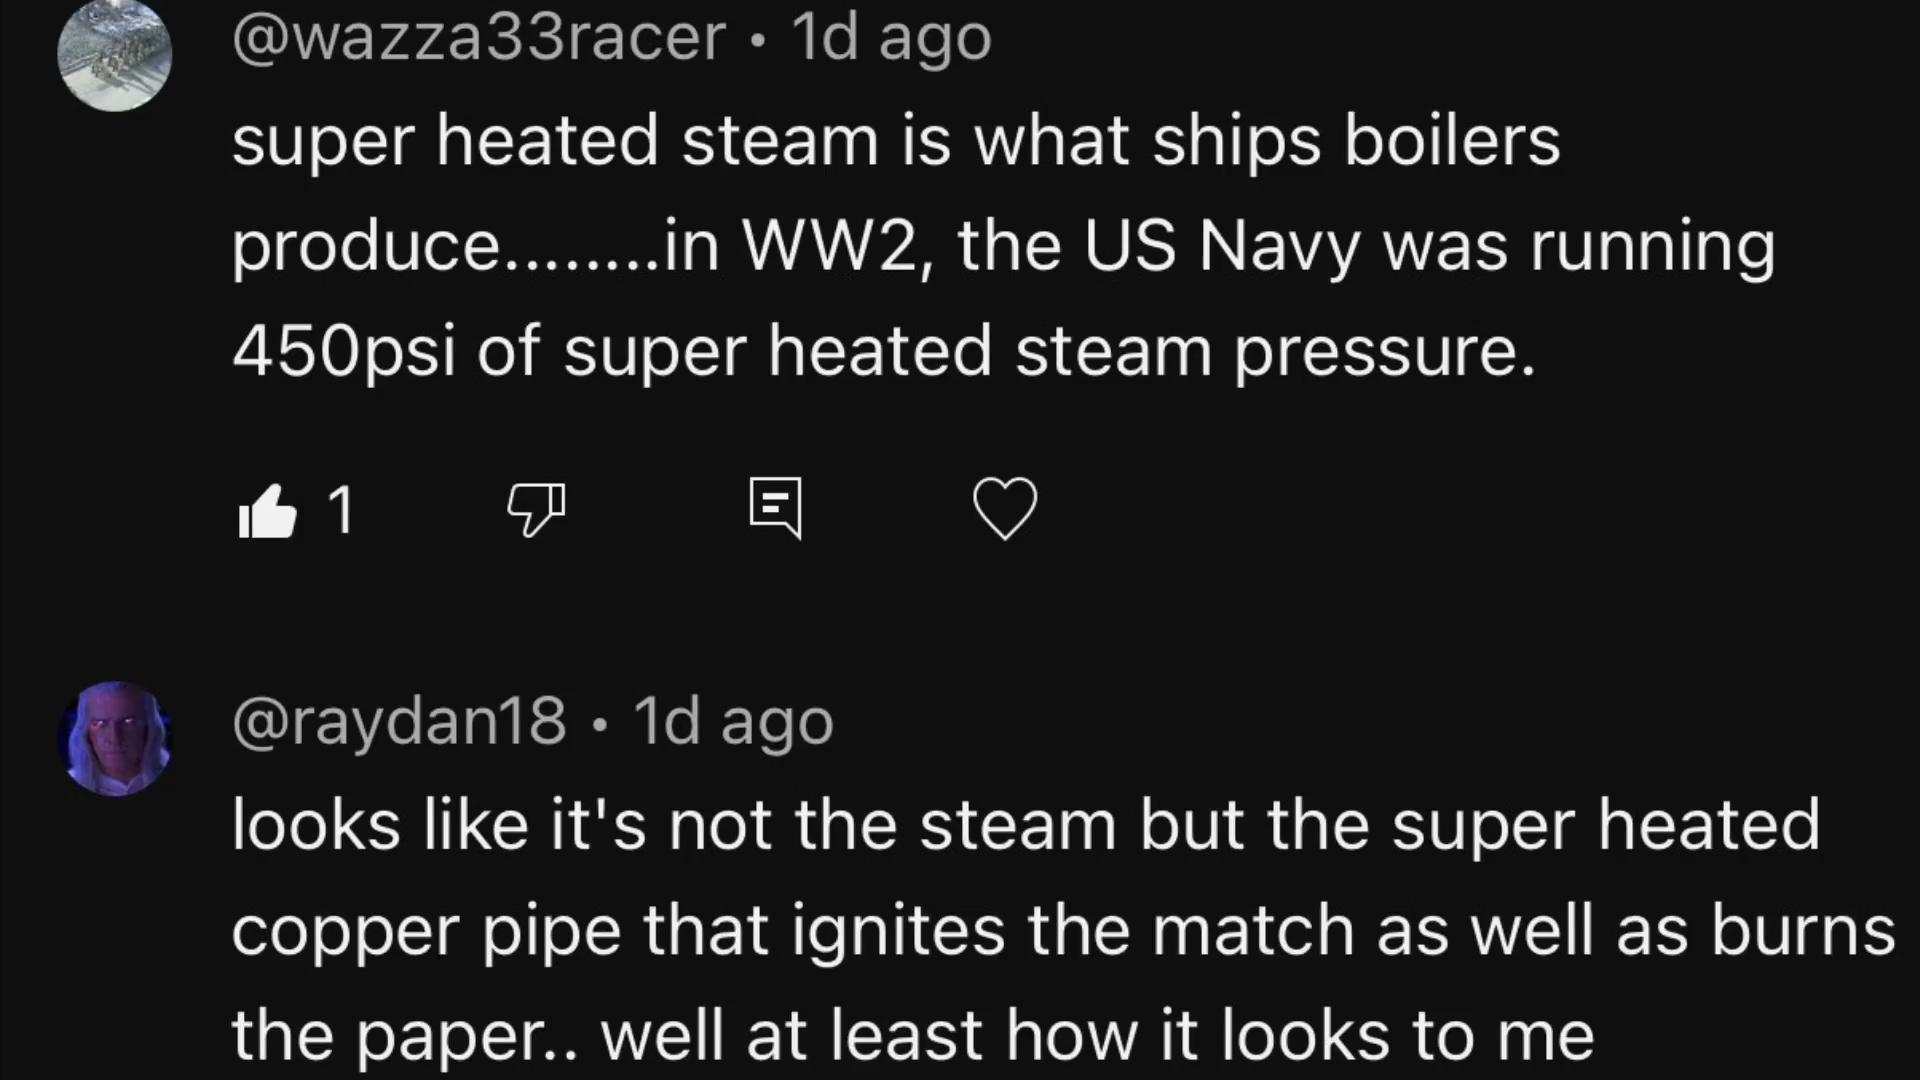 @wazza33racer • 1d ago
super heated steam is what ships boilers
produce........in WW2, the US Navy was running
450psi of super heated steam pressure.
1
@raydan18 • 1d ago
looks like it's not the steam but the super heated
copper pipe that ignites the match as well as burns
the paper.. well at least how it looks to me